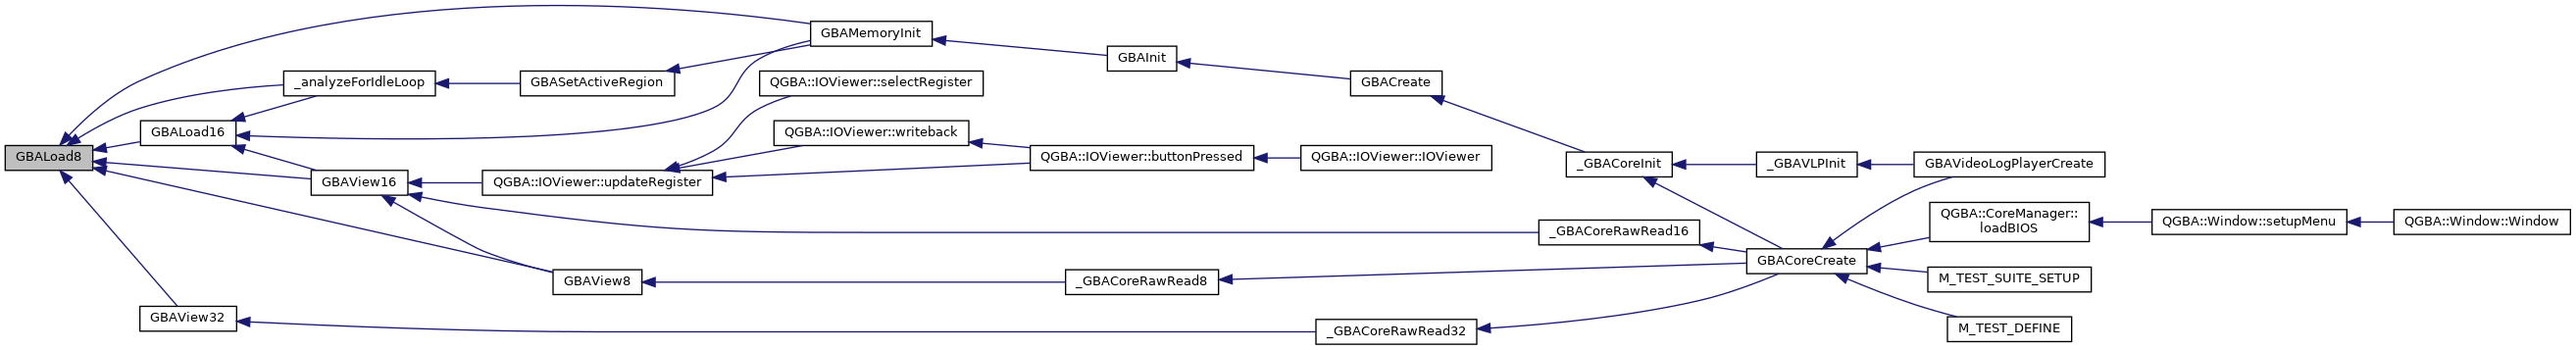 GBALoad8
GBAMemoryInit
_analyzeForIdleLoop
GBASetActiveRegion
GBALoad16
GBAView16
GBAView8
GBAView32
QGBA::IOViewer::selectRegister
QGBA::IOViewer::writeback
QGBA::IOViewer::updateRegister
QGBA::IOViewer::buttonPressed
QGBA::IOViewer::IOViewer
GBAInit
GBACreate
_GBACoreInit
_GBAVLPInit
GBAVideoLogPlayerCreate
_GBACoreRawRead16
_GBACoreRawRead8
_GBACoreRawRead32
GBACoreCreate
QGBA::CoreManager::
loadBIOS
QGBA::Window::setupMenu
QGBA::Window::Window
M_TEST_SUITE_SETUP
M_TEST_DEFINE